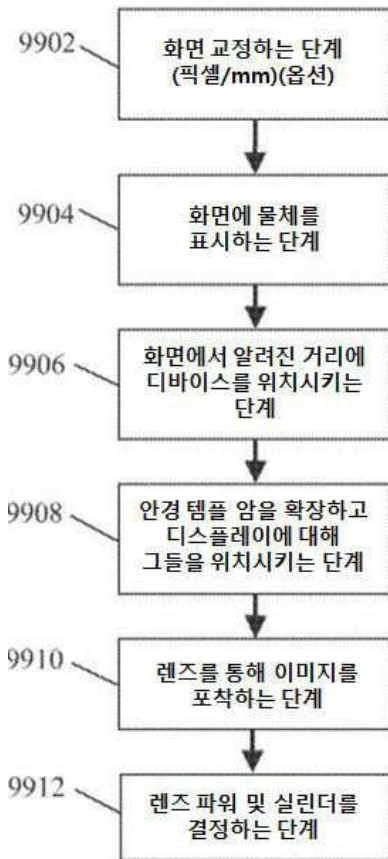 9902
화면 교정하는 단계
(픽셀/mm)(옵션)
9904
화면에 물체를
표시하는 단계
9906
화면에서 알려진 거리에
디바이스를 위치시키는
단계
9908
안경 템플 암을 확장하고
디스플레이에 대해
그들을 위치시키는 단계
9910
렌즈를 통해 이미지를
포착하는 단계
9912
렌즈 파워 및 실린더를
결정하는 단계